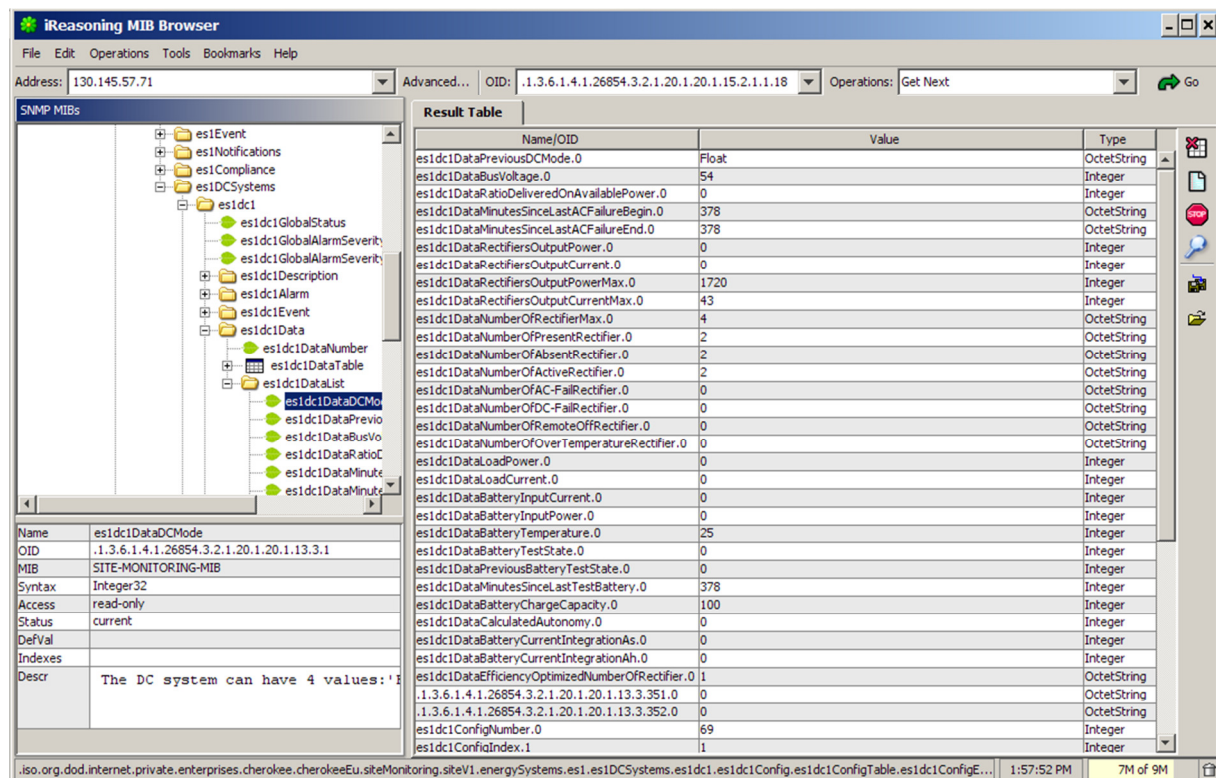 iReasoning MIB Browser
File Edit Operations Tools Bookmarks Help
Address: 130.145.57.71 Advanced... OID: .1.3.6.1.4.1.26854.3.2.1.20.1.20.1.15.2.1.1.18 Operations: Get Next Go
SNMP MIBs
es1Event
es1Notifications
es1Compliance
es1DCSystems
es1dc1
es1dc1GlobalStatus
es1dc1GlobalAlarmSeverity
es1dc1GlobalAlarmSeverity
es1dc1Description
es1dc1Alarm
es1dc1Event
es1dc1Data
es1dc1DataNumber
es1dc1DataTable
es1dc1DataList
es1dc1DataDCMo
es1dc1DataPrevio
es1dc1DataBusVo
es1dc1DataRatioD
es1dc1DataMinute
es1dc1DataMinute
Name es1dc1DataDCMode
OID .1.3.6.1.4.1.26854.3.2.1.20.1.20.1.13.3.1
MIB SITE-MONITORING-MIB
Syntax Integer32
Access read-only
Status current
DefVal
Indexes
Descr The DC system can have 4 values:'
Result Table
Name/OID Value Type
es1dc1DataPreviousDCMode.0 Float OctetString
es1dc1DataBusVoltage.0 54 Integer
es1dc1DataRatioDeliveredOnAvailablePower.0 0 Integer
es1dc1DataMinutesSinceLastACFailureBegin.0 378 OctetString
es1dc1DataMinutesSinceLastACFailureEnd.0 378 OctetString
es1dc1DataRectifiersOutputPower.0 0 Integer
es1dc1DataRectifiersOutputCurrent.0 0 Integer
es1dc1DataRectifiersOutputPowerMax.0 1720 Integer
es1dc1DataRectifiersOutputCurrentMax.0 43 Integer
es1dc1DataNumberOfRectifierMax.0 4 OctetString
es1dc1DataNumberOfPresentRectifier.0 2 OctetString
es1dc1DataNumberOfAbsentRectifier.0 2 OctetString
es1dc1DataNumberOfActiveRectifier.0 2 OctetString
es1dc1DataNumberOfAC-FailRectifier.0 0 OctetString
es1dc1DataNumberOfDC-FailRectifier.0 0 OctetString
es1dc1DataNumberOfRemoteOffRectifier.0 0 OctetString
es1dc1DataNumberOfOverTemperatureRectifier.0 0 OctetString
es1dc1DataLoadPower.0 0 Integer
es1dc1DataLoadCurrent.0 0 Integer
es1dc1DataBatteryInputCurrent.0 0 Integer
es1dc1DataBatteryInputPower.0 0 Integer
es1dc1DataBatteryTemperature.0 25 Integer
es1dc1DataBatteryTestState.0 0 Integer
es1dc1DataPreviousBatteryTestState.0 0 Integer
es1dc1DataMinutesSinceLastTestBattery.0 378 Integer
es1dc1DataBatteryChargeCapacity.0 100 Integer
es1dc1DataCalculatedAutonomy.0 0 Integer
es1dc1DataBatteryCurrentIntegrationAs.0 0 Integer
es1dc1DataBatteryCurrentIntegrationAh.0 0 Integer
es1dc1DataEfficiencyOptimizedNumberOfRectifier.0 1 OctetString
.1.3.6.1.4.1.26854.3.2.1.20.1.20.1.13.3.351.0 0 OctetString
.1.3.6.1.4.1.26854.3.2.1.20.1.20.1.13.3.352.0 0 OctetString
es1dc1ConfigNumber.0 69 Integer
es1dc1ConfigIndex.1 1 Integer
STOP
.iso.org.dod.internet.private.enterprises.cherokee.cherokeeEu.siteMonitoring.siteV1.energySystems.es1.es1DCSystems.es1dc1.es1dc1Config.es1dc1ConfigTable.es1dc1ConfigE... 1:57:52 PM 7M of 9M